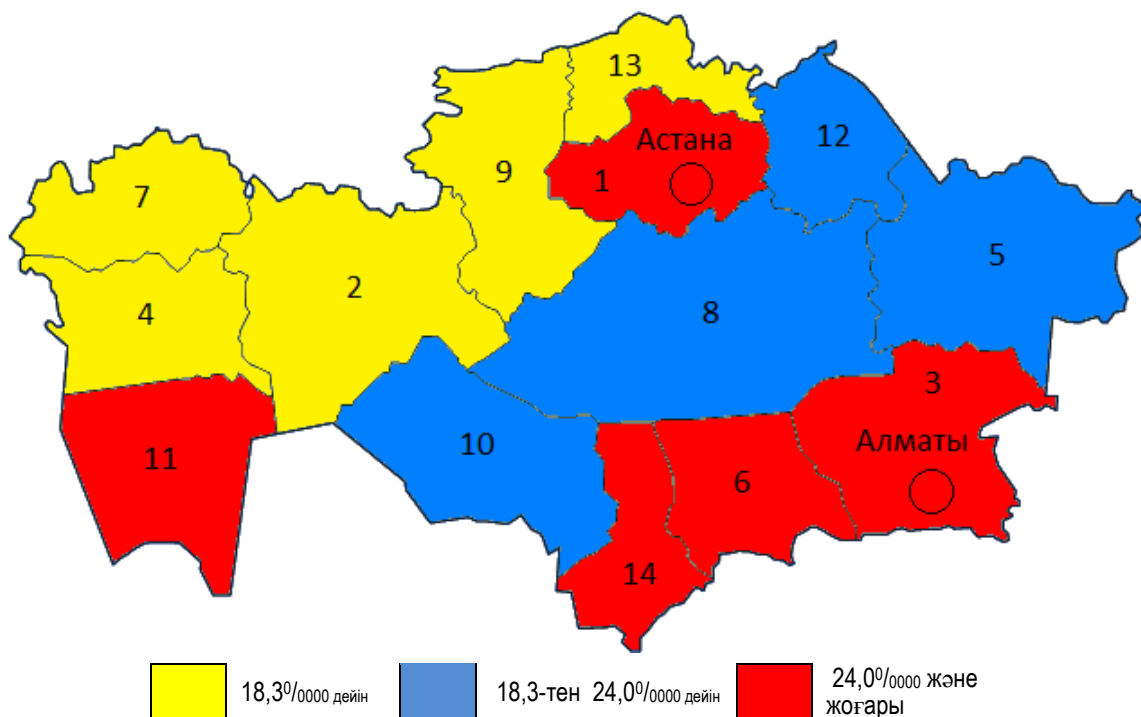 13
Астана
12
7
9
1
5
2
4
8
3
Алматы
11
10
6
14
18,3⁰/₀₀₀₀ дейін
18,3-тен 24,0⁰/₀₀₀₀ дейін
24,0⁰/₀₀₀₀ және
жоғары